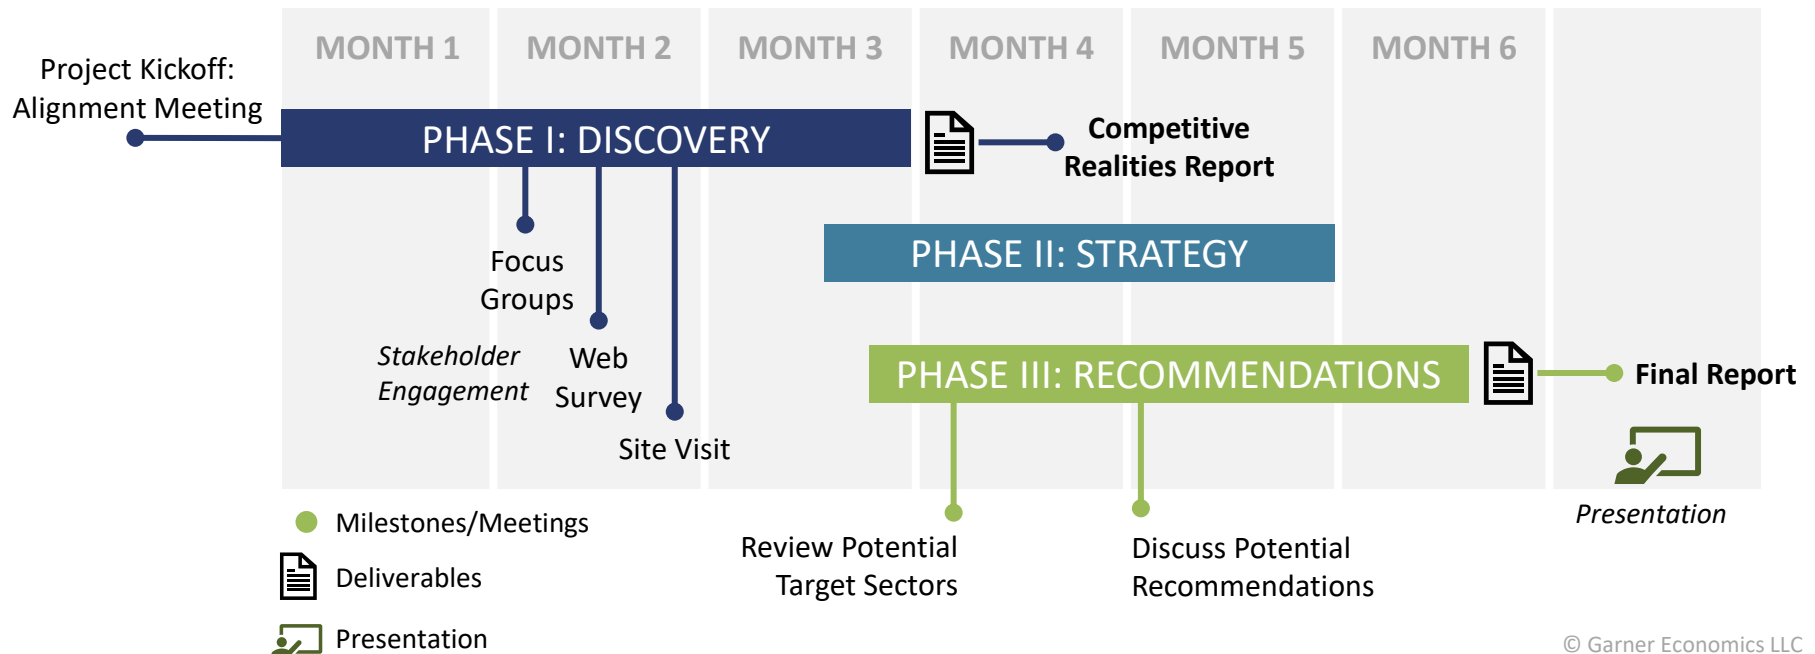 MONTH 1
MONTH 2
MONTH 3
MONTH 4
MONTH 5
MONTH 6
Project Kickoff:
Alignment Meeting
PHASE I: DISCOVERY
Competitive
Realities Report
Focus
Groups
PHASE II: STRATEGY
Stakeholder
Engagement
Web
Survey
Site Visit
PHASE III: RECOMMENDATIONS
Final Report
Presentation
Review Potential
Target Sectors
Discuss Potential
Recommendations
Milestones/Meetings
Deliverables
Presentation
© Garner Economics LLC